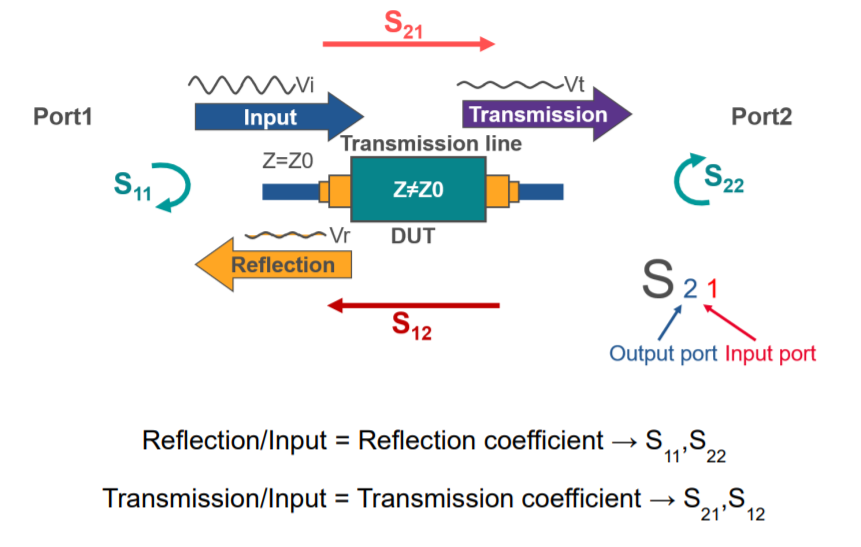 S21
Vi
Vt
Port1
Input
Transmission
Port2
Transmission line
Z=Z0
S11
Z≠Z0
S22
Vr
DUT
Reflection
S21
S12
Output port Input port
Reflection/Input = Reflection coefficient → S11,S22
Transmission/Input = Transmission coefficient → S21,S12